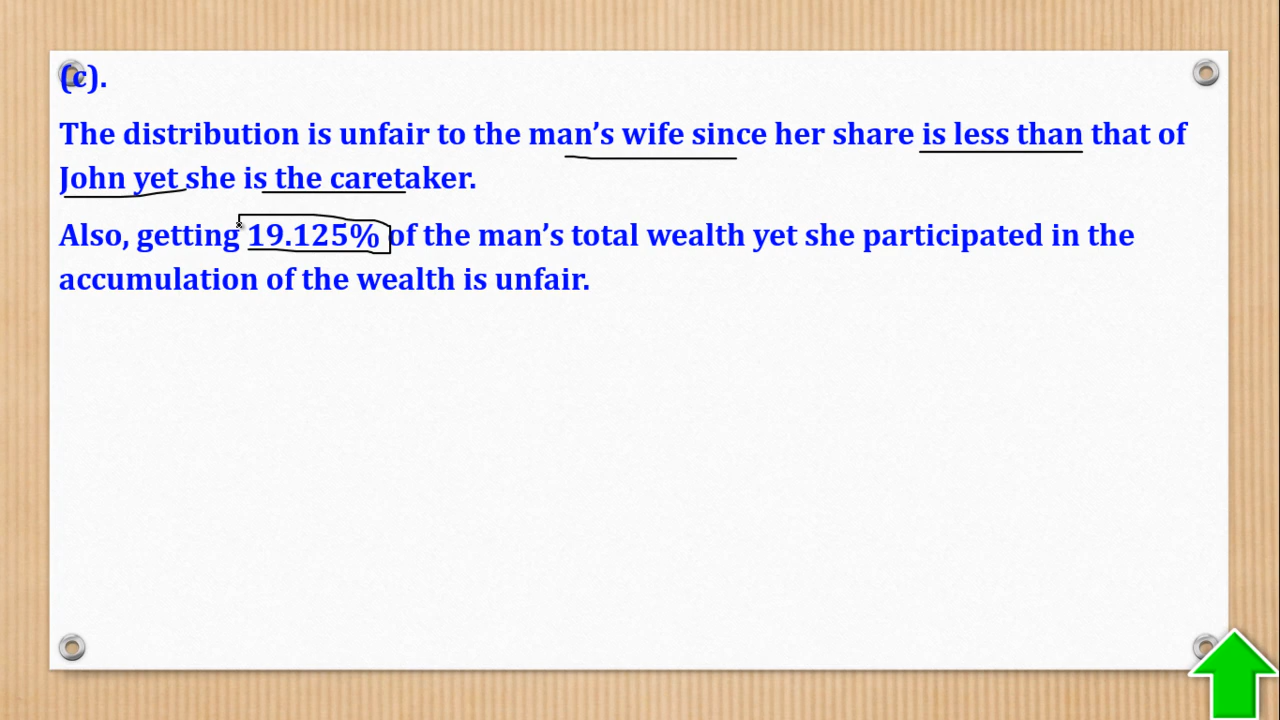 (c).
The distribution is unfair to the man’s wife since her share is less than that of
John yet she is the caretaker.
Also, getting 19.125% of the man’s total wealth yet she participated in the
accumulation of the wealth is unfair.